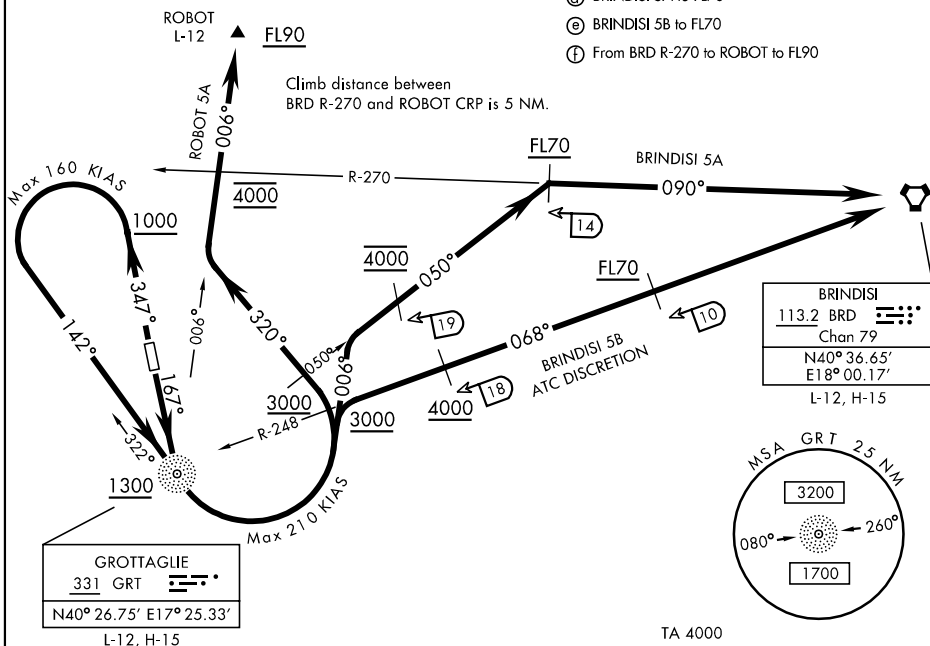 ⓔ BRINDISI 5B to FL70
ⓕ From BRD R-270 to ROBOT to FL90
ROBOT
L-12
FL90
Climb distance between
BRD R-270 and ROBOT CRP is 5 NM.
ROBOT 5A
006°
FL70
BRINDISI 5A
R-270
090°
Max 160 KIAS
4000
14
1000
4000
050°
FL70
347°
142°
006°
320°
19
10
068°
BRINDISI 5B
ATC DISCRETION
167°
050°
006°
18
4000
3000
3000
322°
R-248
1300
Max 210 KIAS
BRINDISI
113.2 BRD
Chan 79
N40° 36.65’
E18° 00.17’
L-12, H-15
GROTTAGLIE
331 GRT
N40° 26.75’ E17° 25.33’
L-12, H-15
MSA GRT 25 NM
3200
080°
260°
1700
TA 4000